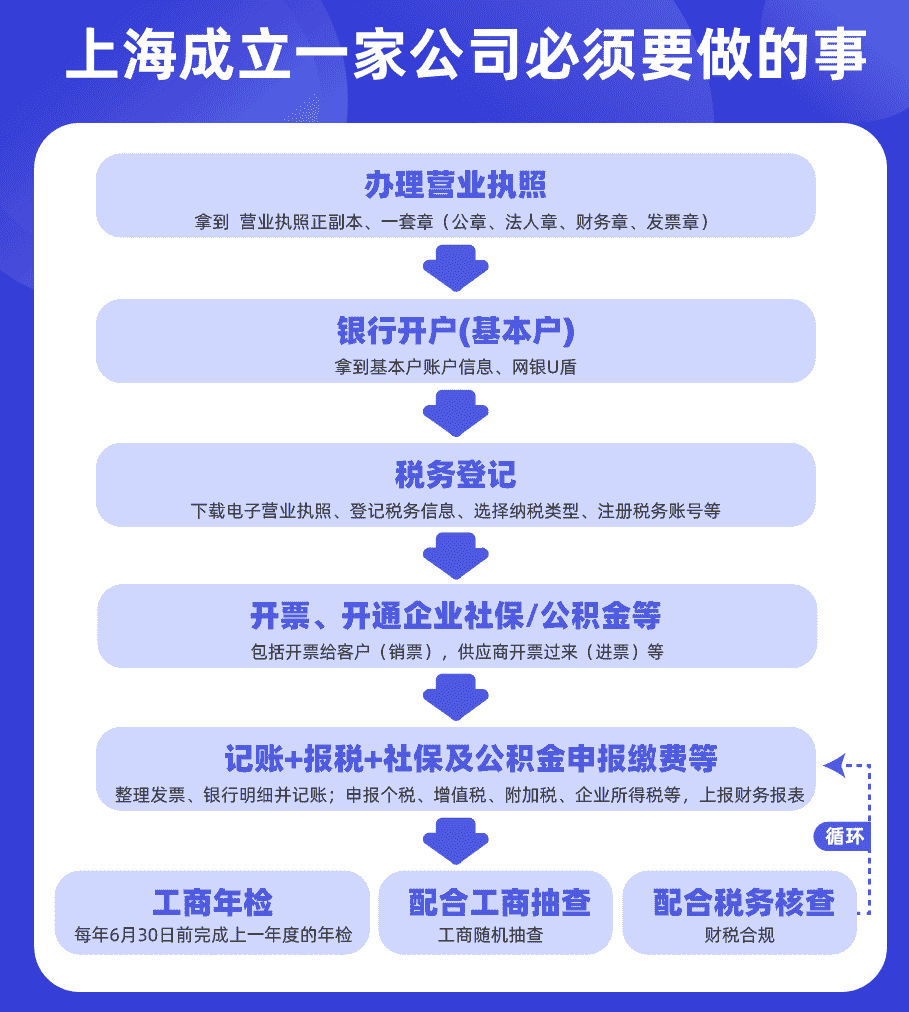 上海成立一家公司必须要做的事
办理营业执照
拿到 营业执照正副本、一套章（公章、法人章、财务章、发票章）
银行开户(基本户)
拿到基本户账户信息、网银U盾
税务登记
下载电子营业执照、登记税务信息、选择纳税类型、注册税务账号等
开票、开通企业社保/公积金等
包括开票给客户（销票），供应商开票过来（进票）等
记账+报税+社保及公积金申报缴费等
整理发票、银行明细并记账；申报个税、增值税、附加税、企业所得税等，上报财务报表
循环
工商年检
每年6月30日前完成上一年度的年检
配合工商抽查
工商随机抽查
配合税务核查
财税合规